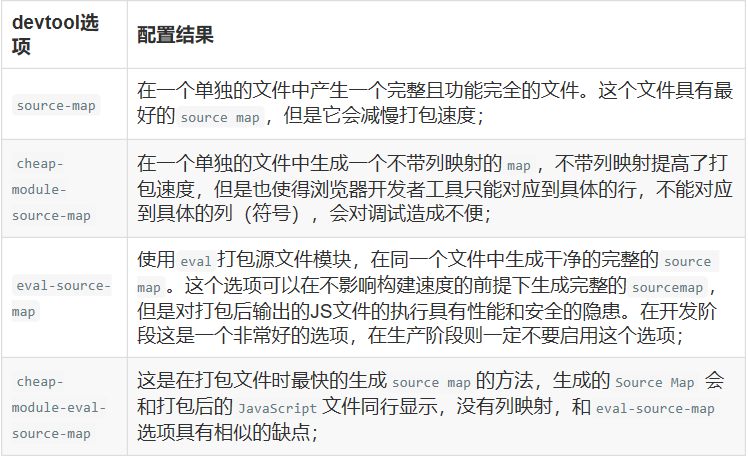 devtool选
项
配置结果
source-map
在一个单独的文件中产生一个完整且功能完全的文件。这个文件具有最
好的 source map ，但是它会减慢打包速度；
cheap-
module-
source-map
在一个单独的文件中生成一个不带列映射的 map ，不带列映射提高了打
包速度，但是也使得浏览器开发者工具只能对应到具体的行，不能对应
到具体的列（符号），会对调试造成不便；
eval-source-
map
使用 eval 打包源文件模块，在同一个文件中生成干净的完整的 source
map 。这个选项可以在不影响构建速度的前提下生成完整的 sourcemap ，
但是对打包后输出的JS文件的执行具有性能和安全的隐患。在开发阶
段这是一个非常好的选项，在生产阶段则一定不要启用这个选项；
cheap-
module-eval-
source-map
这是在打包文件时最快的生成 source map 的方法，生成的 Source Map 会
和打包后的 JavaScript 文件同行显示，没有列映射，和 eval-source-map
选项具有相似的缺点；